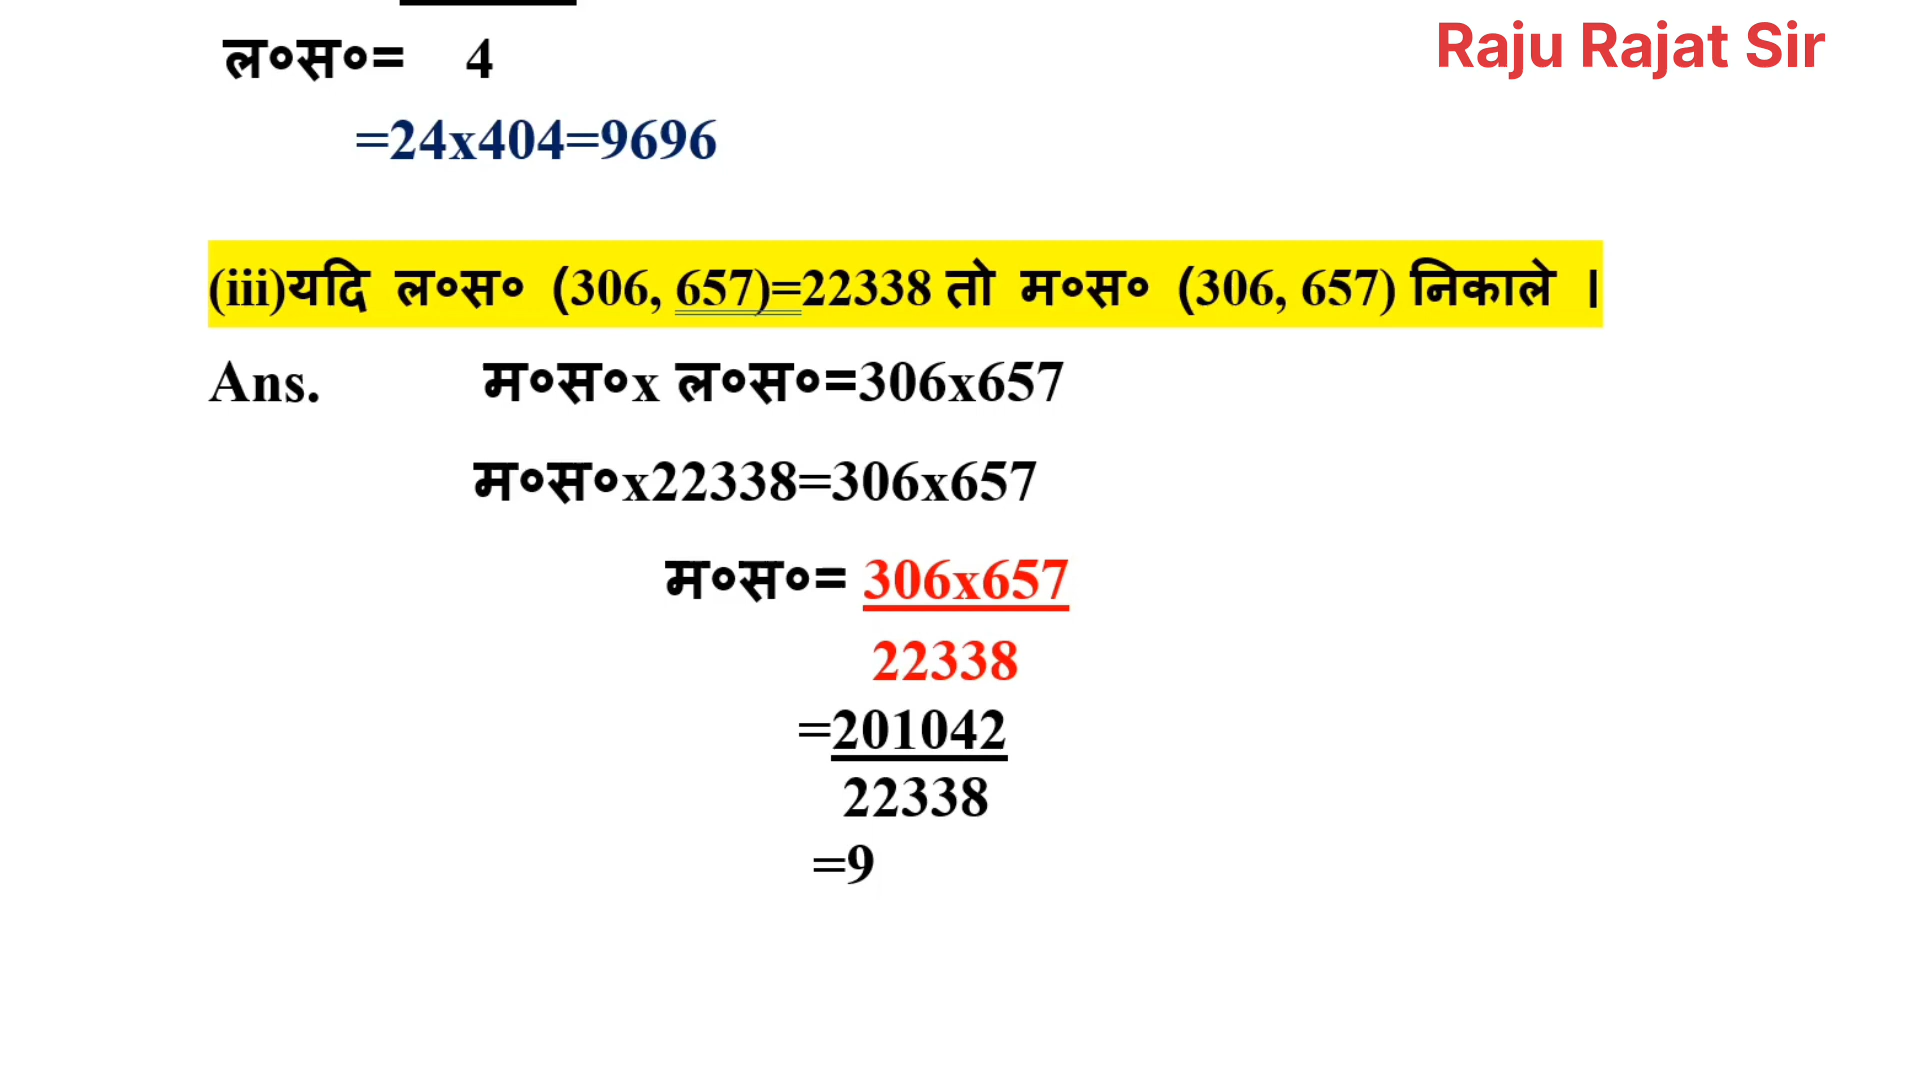 Raju Rajat Sir
ल०स०= 4
=24x404=9696
(iii)यदि ल०स० (306, 657)=22338 तो म०स० (306, 657) निकाले ।
Ans. म०स०x ल०स०=306x657
म०स०x22338=306x657
म०स०= 306x657
22338
=201042
22338
=9